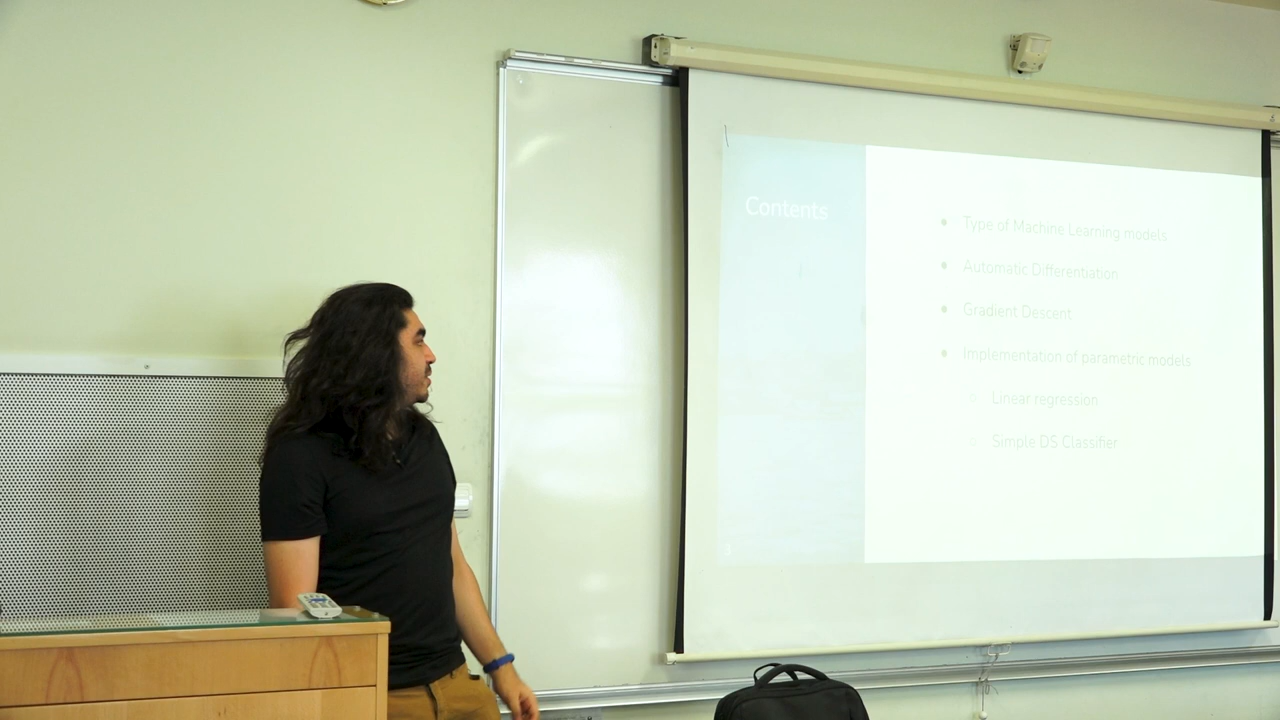 Contents
Type of Machine Learning models
Automatic Differentiation
Gradient Descent
Implementation of parametric models
Linear regression
Simple DS Classifier